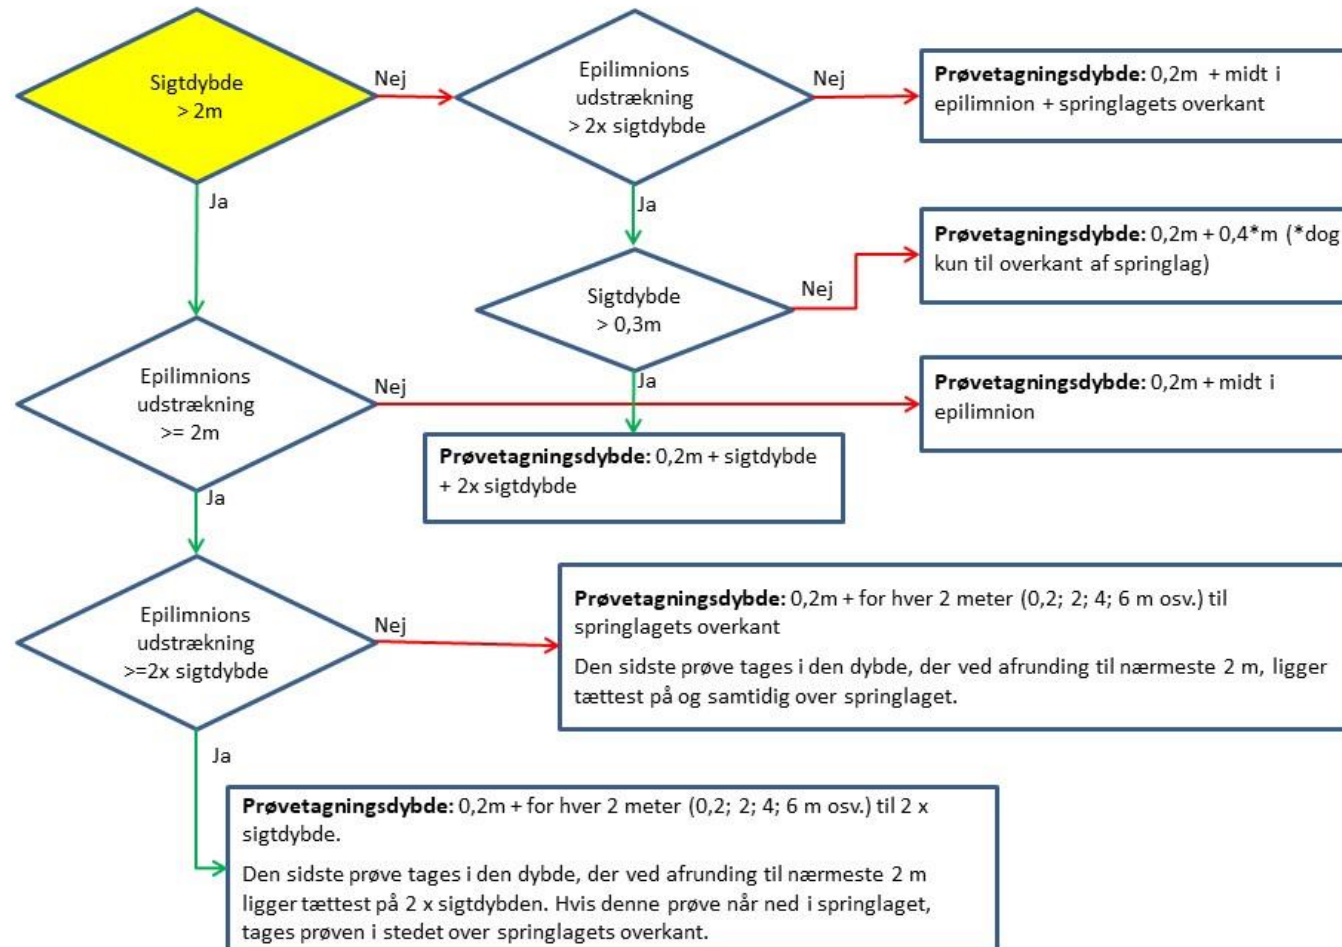 Sigtdybde
> 2m
Nej
Epilimnions
udstrækning
> 2x sigtdybde
Nej
Prøvetagningsdybde: 0,2m + midt i
epilimnion + springlagets overkant
Ja
Ja
Sigtdybde
> 0,3m
Nej
Prøvetagningsdybde: 0,2m + 0,4*m (*dog
kun til overkant af springlag)
Epilimnions
udstrækning
>= 2m
Nej
Ja
Prøvetagningsdybde: 0,2m + midt i
epilimnion
Prøvetagningsdybde: 0,2m + sigtdybde
+ 2x sigtdybde
Ja
Epilimnions
udstrækning
>=2x sigtdybde
Nej
Prøvetagningsdybde: 0,2m + for hver 2 meter (0,2; 2; 4; 6 m osv.) til
springlagets overkant
Den sidste prøve tages i den dybde, der ved afrunding til nærmeste 2 m, ligger
tættest på og samtidig over springlaget.
Ja
Prøvetagningsdybde: 0,2m + for hver 2 meter (0,2; 2; 4; 6 m osv.) til 2 x
sigtdybde.
Den sidste prøve tages i den dybde, der ved afrunding til nærmeste 2 m
ligger tættest på 2 x sigtdybden. Hvis denne prøve når ned i springlaget,
tages prøven i stedet over springlagets overkant.